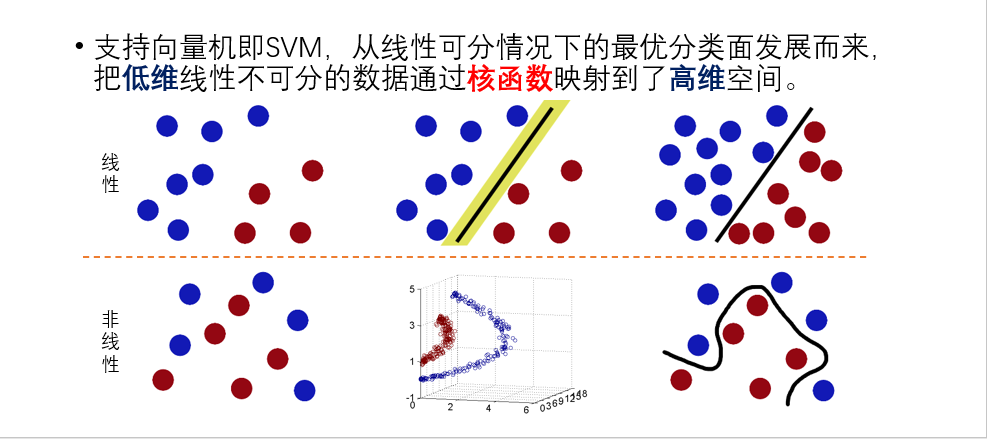 • 支持向量机即SVM，从线性可分情况下的最优分类面发展而来，
把低维线性不可分的数据通过核函数映射到了高维空间。
线
性
非
线
性
5
3
1
-1
0
2
4
6